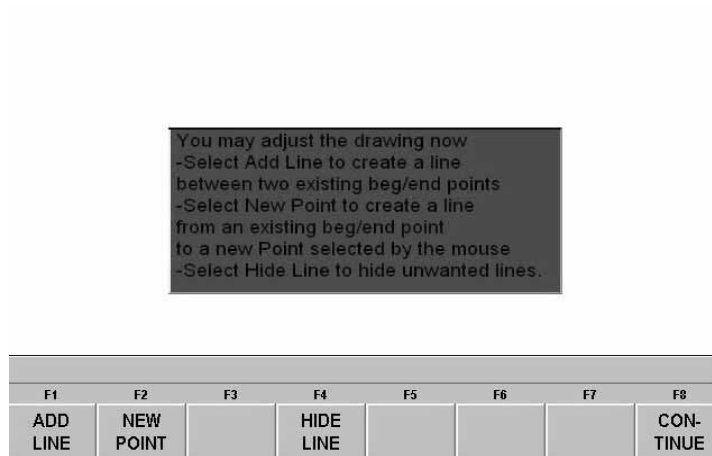 You may adjust the drawing now
-Select Add Line to create a line
between two existing beg/end points
-Select New Point to create a line
from an existing beg/end point
to a new Point selected by the mouse
-Select Hide Line to hide unwanted lines.
F1 F2 F3 F4 F5 F6 F7 F8
ADD NEW HIDE CON-
LINE POINT LINE TINUE